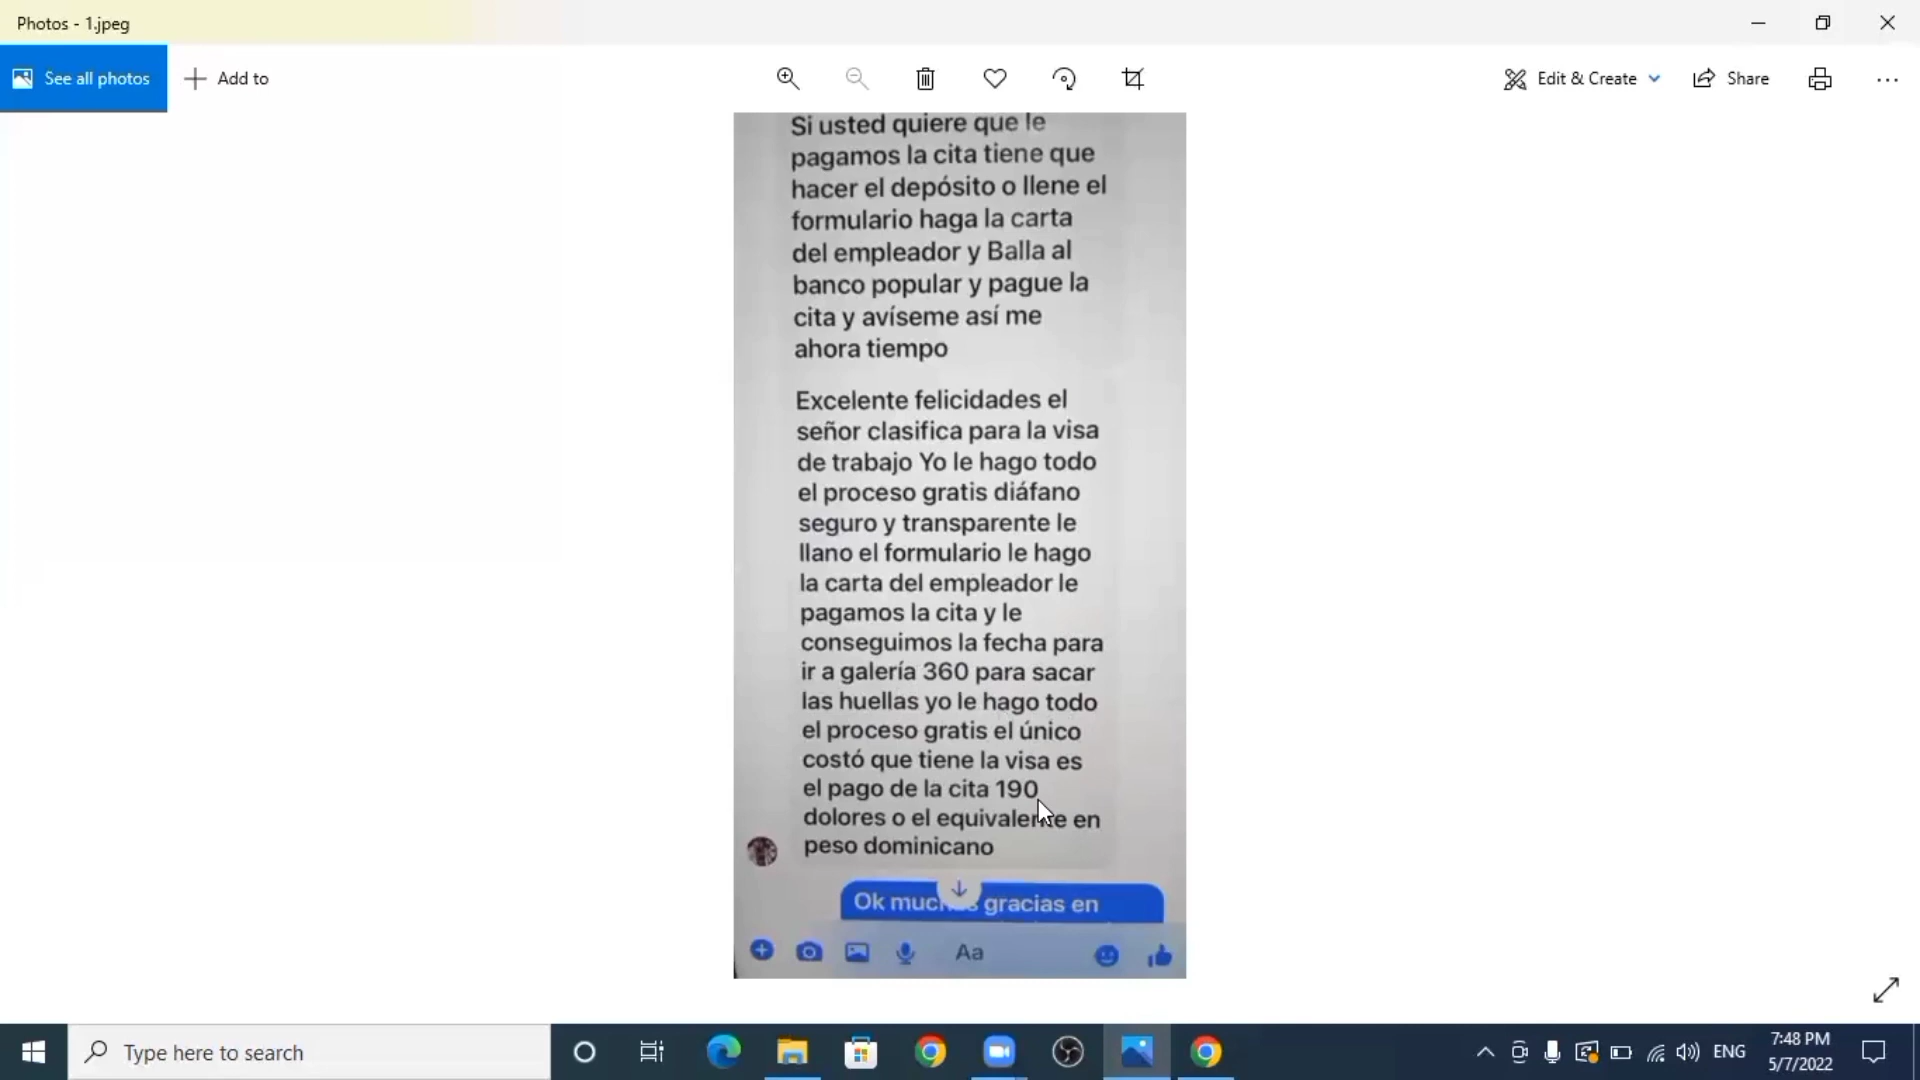 Photos - 1.jpeg
See all photos
Add to
Edit & Create
Share
Si usted quiere que le
pagamos la cita tiene que
hacer el depósito o llene el
formulario haga la carta
del empleador y Balla al
banco popular y pague la
cita y avíseme así me
ahora tiempo
Excelente felicidades el
señor clasifica para la visa
de trabajo Yo le hago todo
el proceso gratis diáfano
seguro y transparente le
llano el formulario le hago
la carta del empleador le
pagamos la cita y le
conseguimos la fecha para
ir a galería 360 para sacar
las huellas yo le hago todo
el proceso gratis el único
costó que tiene la visa es
el pago de la cita 190
dolores o el equivalente en
peso dominicano
Ok muchas gracias en
Aa
Type here to search
ENG
7:48 PM
5/7/2022